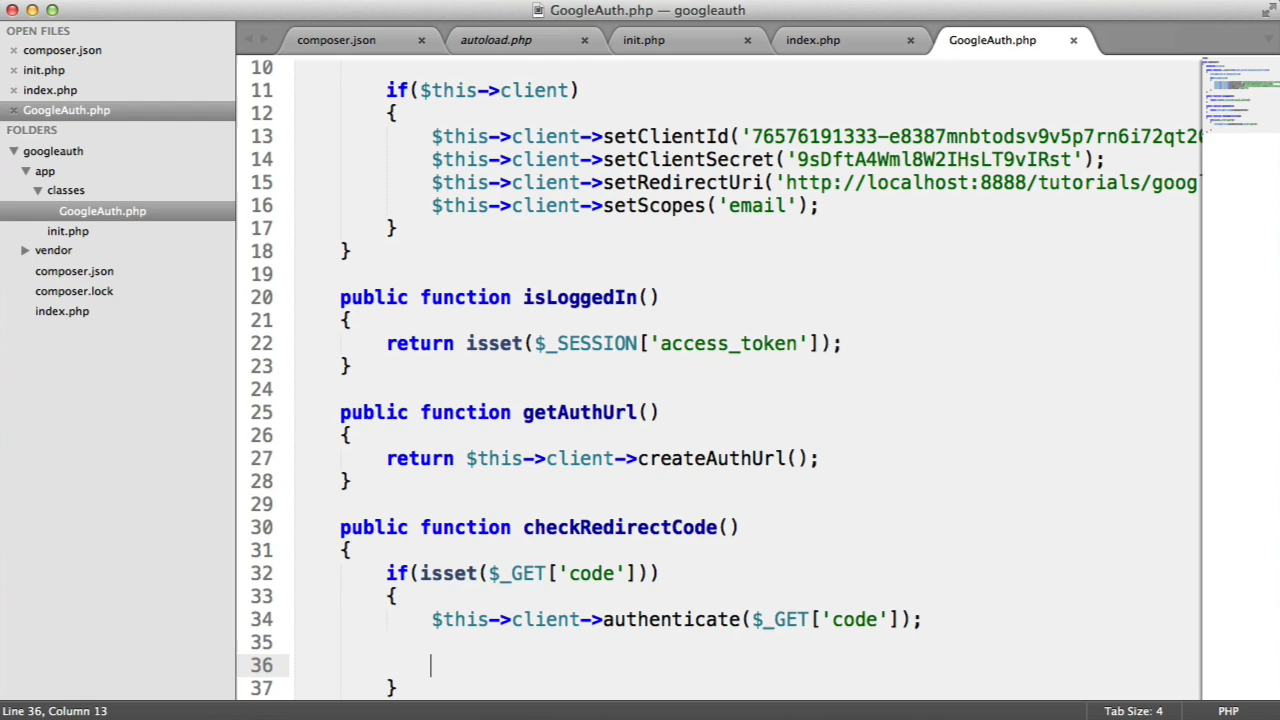 GoogleAuth.php — googleauth
OPEN FILES
composer.json
init.php
index.php
GoogleAuth.php
FOLDERS
googleauth
app
classes
GoogleAuth.php
init.php
vendor
composer.json
composer.lock
index.php
composer.json autoload.php init.php index.php GoogleAuth.php
10
11 if($this->client)
12 {
13 $this->client->setClientId('76576191333-e8387mnbtodsv9v5p7rn6i72qt26
14 $this->client->setClientSecret('9sDftA4Wml8W2IHsLT9vIRst');
15 $this->client->setRedirectUri('http://localhost:8888/tutorials/goog
16 $this->client->setScopes('email');
17 }
18 }
19
20 public function isLoggedIn()
21 {
22 return isset($_SESSION['access_token']);
23 }
24
25 public function getAuthUrl()
26 {
27 return $this->client->createAuthUrl();
28 }
29
30 public function checkRedirectCode()
31 {
32 if(isset($_GET['code']))
33 {
34 $this->client->authenticate($_GET['code']);
35
36
37 }
Line 36, Column 13 Tab Size: 4 PHP